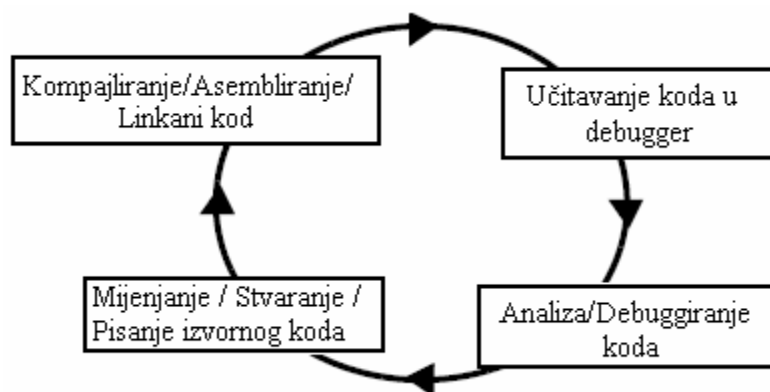 Kompajliranje/Asembliranje/
Linkani kod
Učitavanje koda u
debugger
Mijenjanje / Stvaranje /
Pisanje izvornog koda
Analiza/Debuggiranje
koda